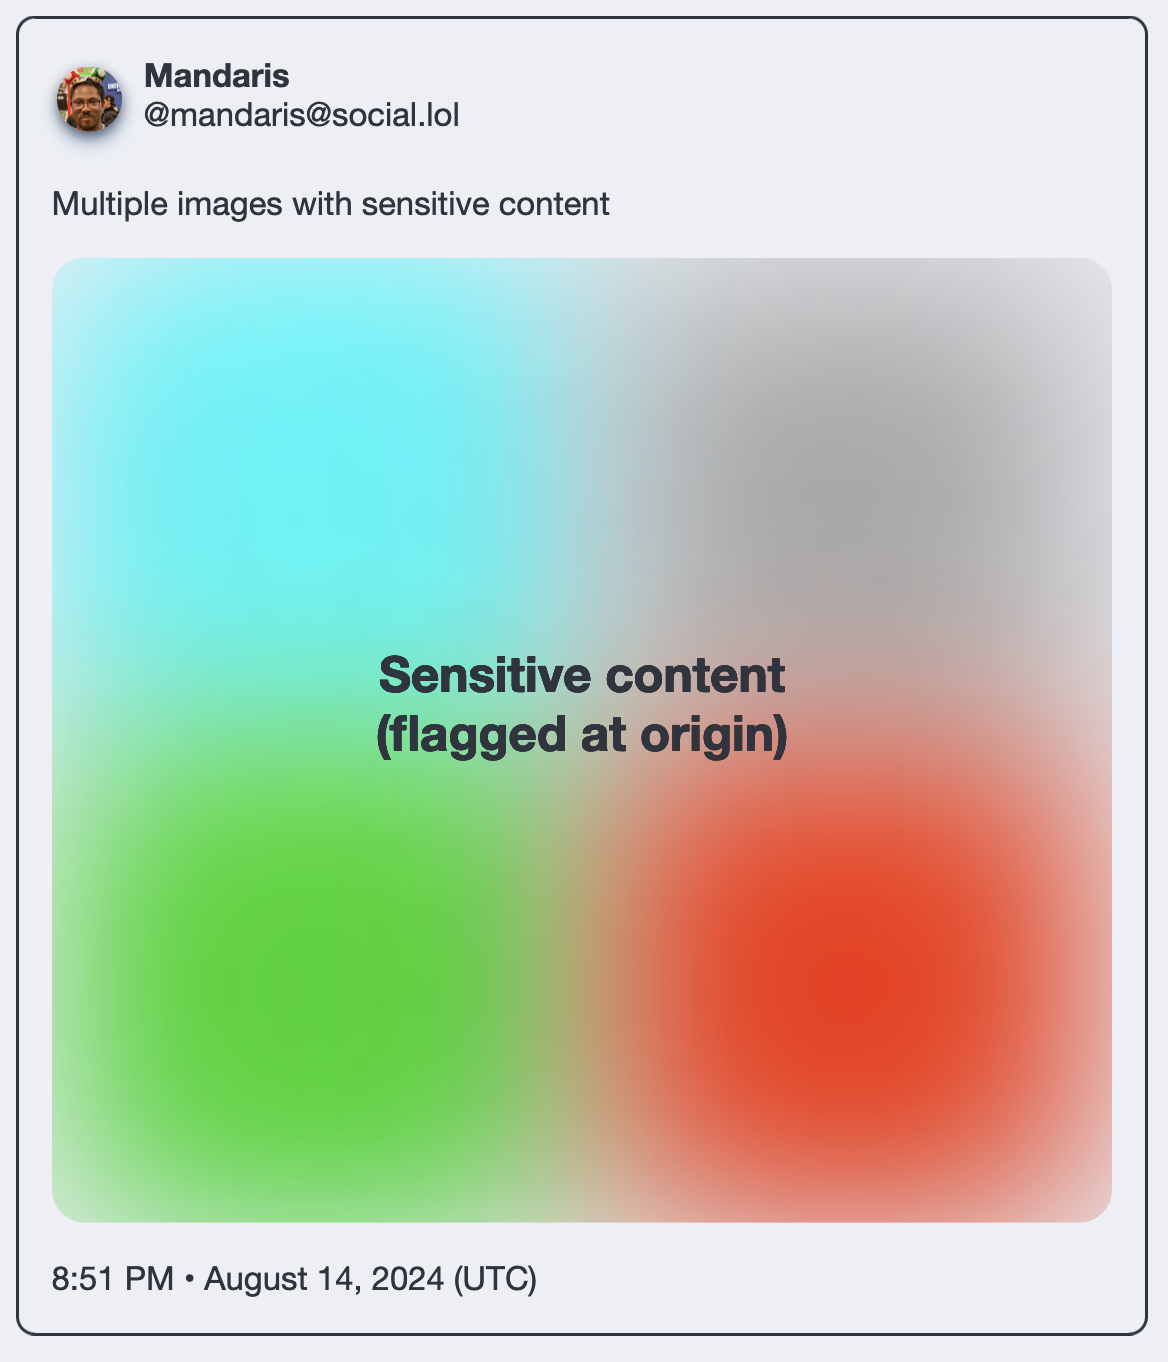 Mandaris
@mandaris@social.lol
Multiple images with sensitive content
Sensitive content
(flagged at origin)
8:51 PM • August 14, 2024 (UTC)